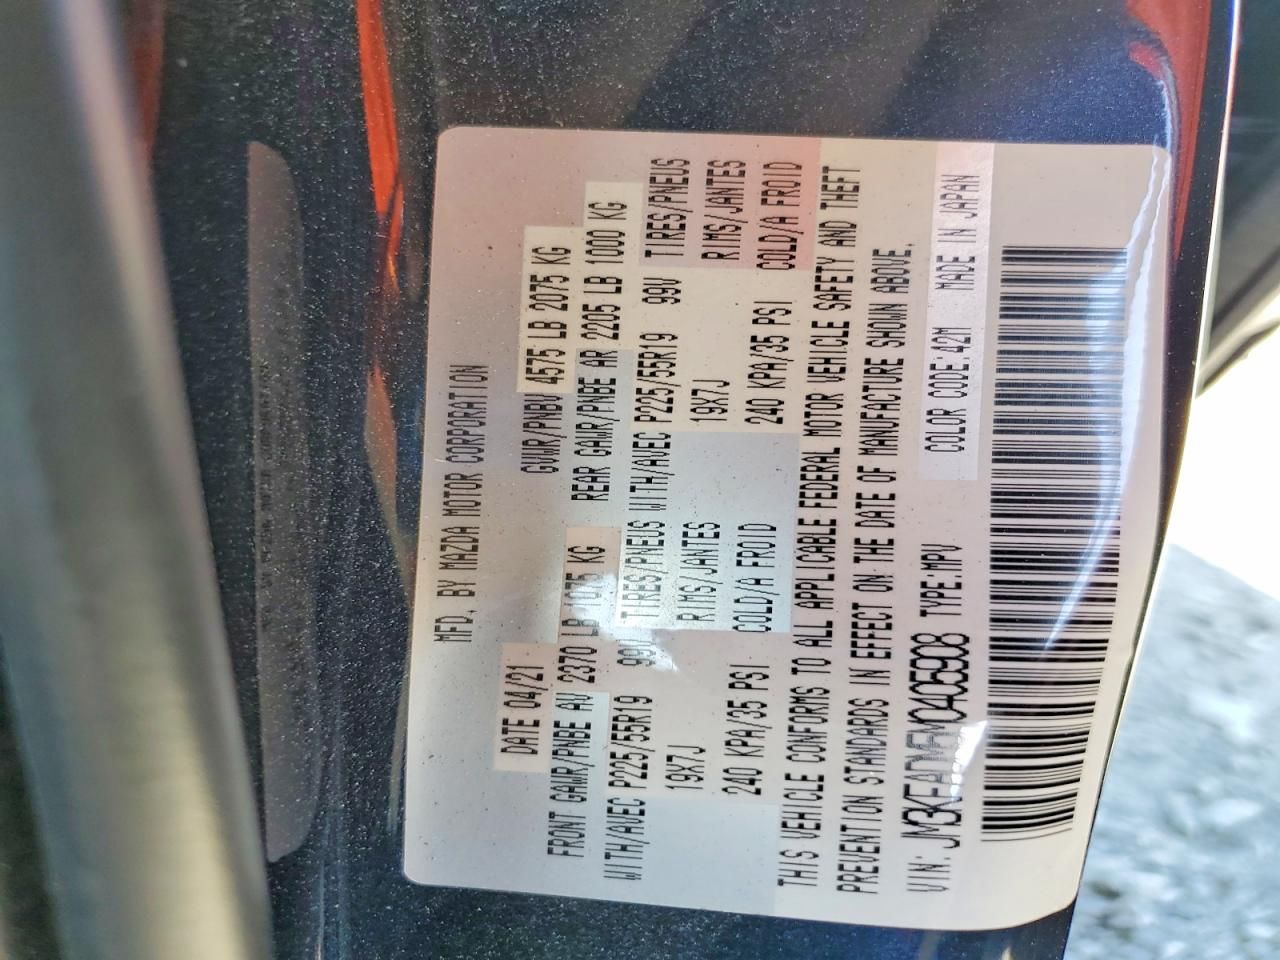 MFD. BY MAZDA MOTOR CORPORATION
DATE 04/21 GVWR/PNBV 4575 LB 2075 KG
FRONT GAWR/PNBE AV 2370 LB 1075 KG REAR GAWR/PNBE AR 2205 LB 1000 KG
WITH/AVEC P225/55R19 99V TIRES/PNEUS WITH/AVEC P225/55R19 99V TIRES/PNEUS
19X7J RIMS/JANTES 19X7J RIMS/JANTES
240 KPA/35 PSI COLD/A FROID 240 KPA/35 PSI COLD/A FROID
THIS VEHICLE CONFORMS TO ALL APPLICABLE FEDERAL MOTOR VEHICLE SAFETY AND THEFT
PREVENTION STANDARDS IN EFFECT ON THE DATE OF MANUFACTURE SHOWN ABOVE.
VIN: TYPE:MPV COLOR CODE 42M MADE IN JAPAN